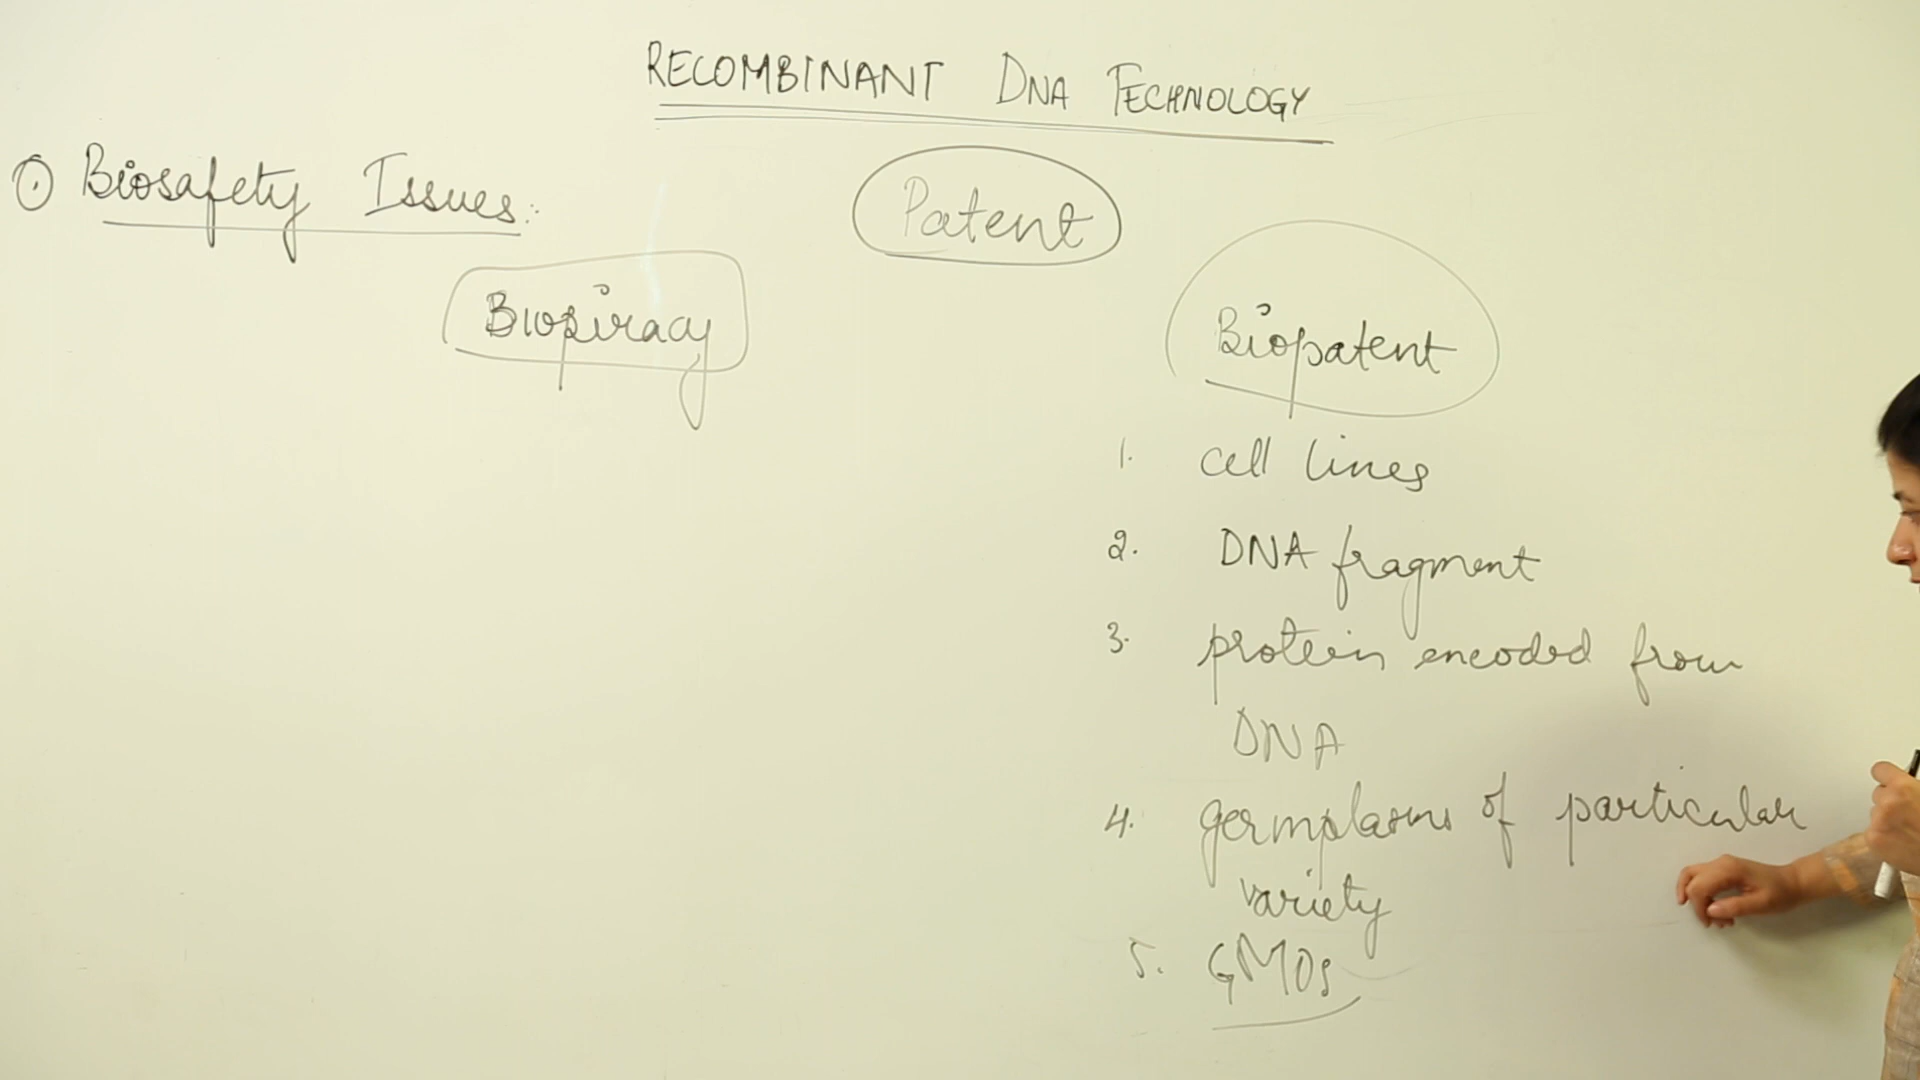 RECOMBINANT DNA TECHNOLOGY
Biosafety Issues:
Patent
Biopiracy
Biopatent
1. cell lines
2. DNA fragment
3. protein encoded from
DNA
4. germplasms of particular
variety
5. GMOs